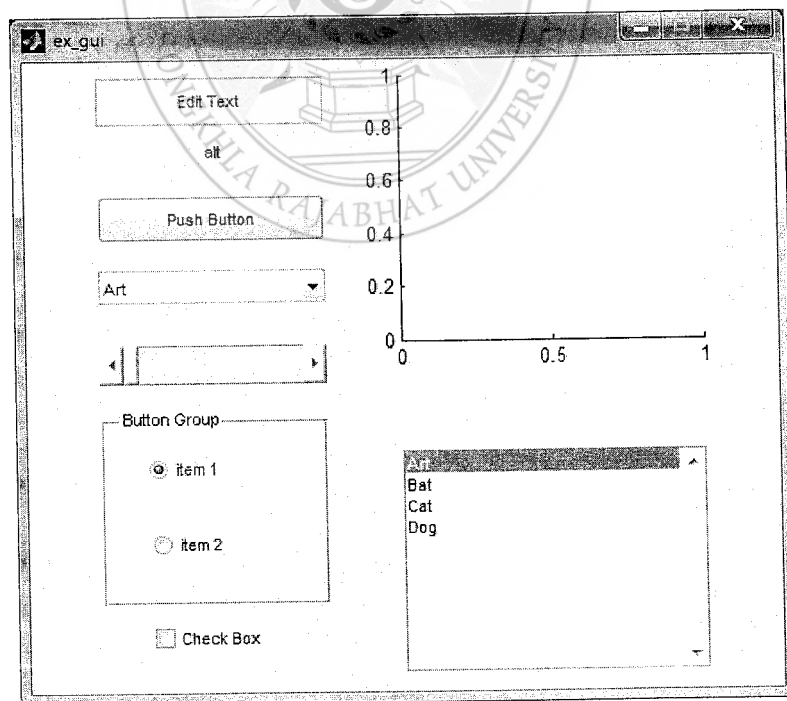 ex_gui
Edit Text
alt
Push Button
Art
Button Group
item 1
item 2
Check Box
1
0.8
0.6
0.4
0.2
0
0
0.5
1
Art
Bat
Cat
Dog
RAJABHAT